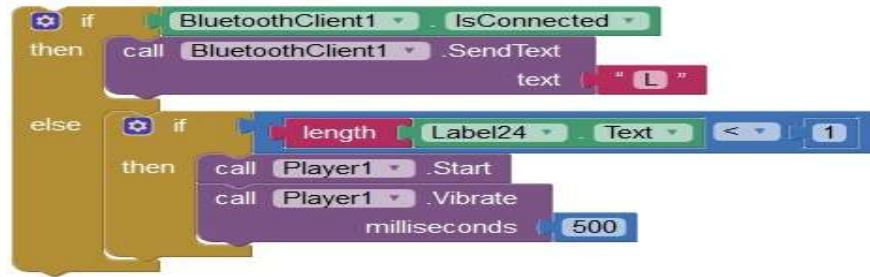 if BluetoothClient1 . IsConnected
then call BluetoothClient1 .SendText
text " L "
else if length Label24 . Text < 1
then call Player1 .Start
call Player1 .Vibrate
milliseconds 500